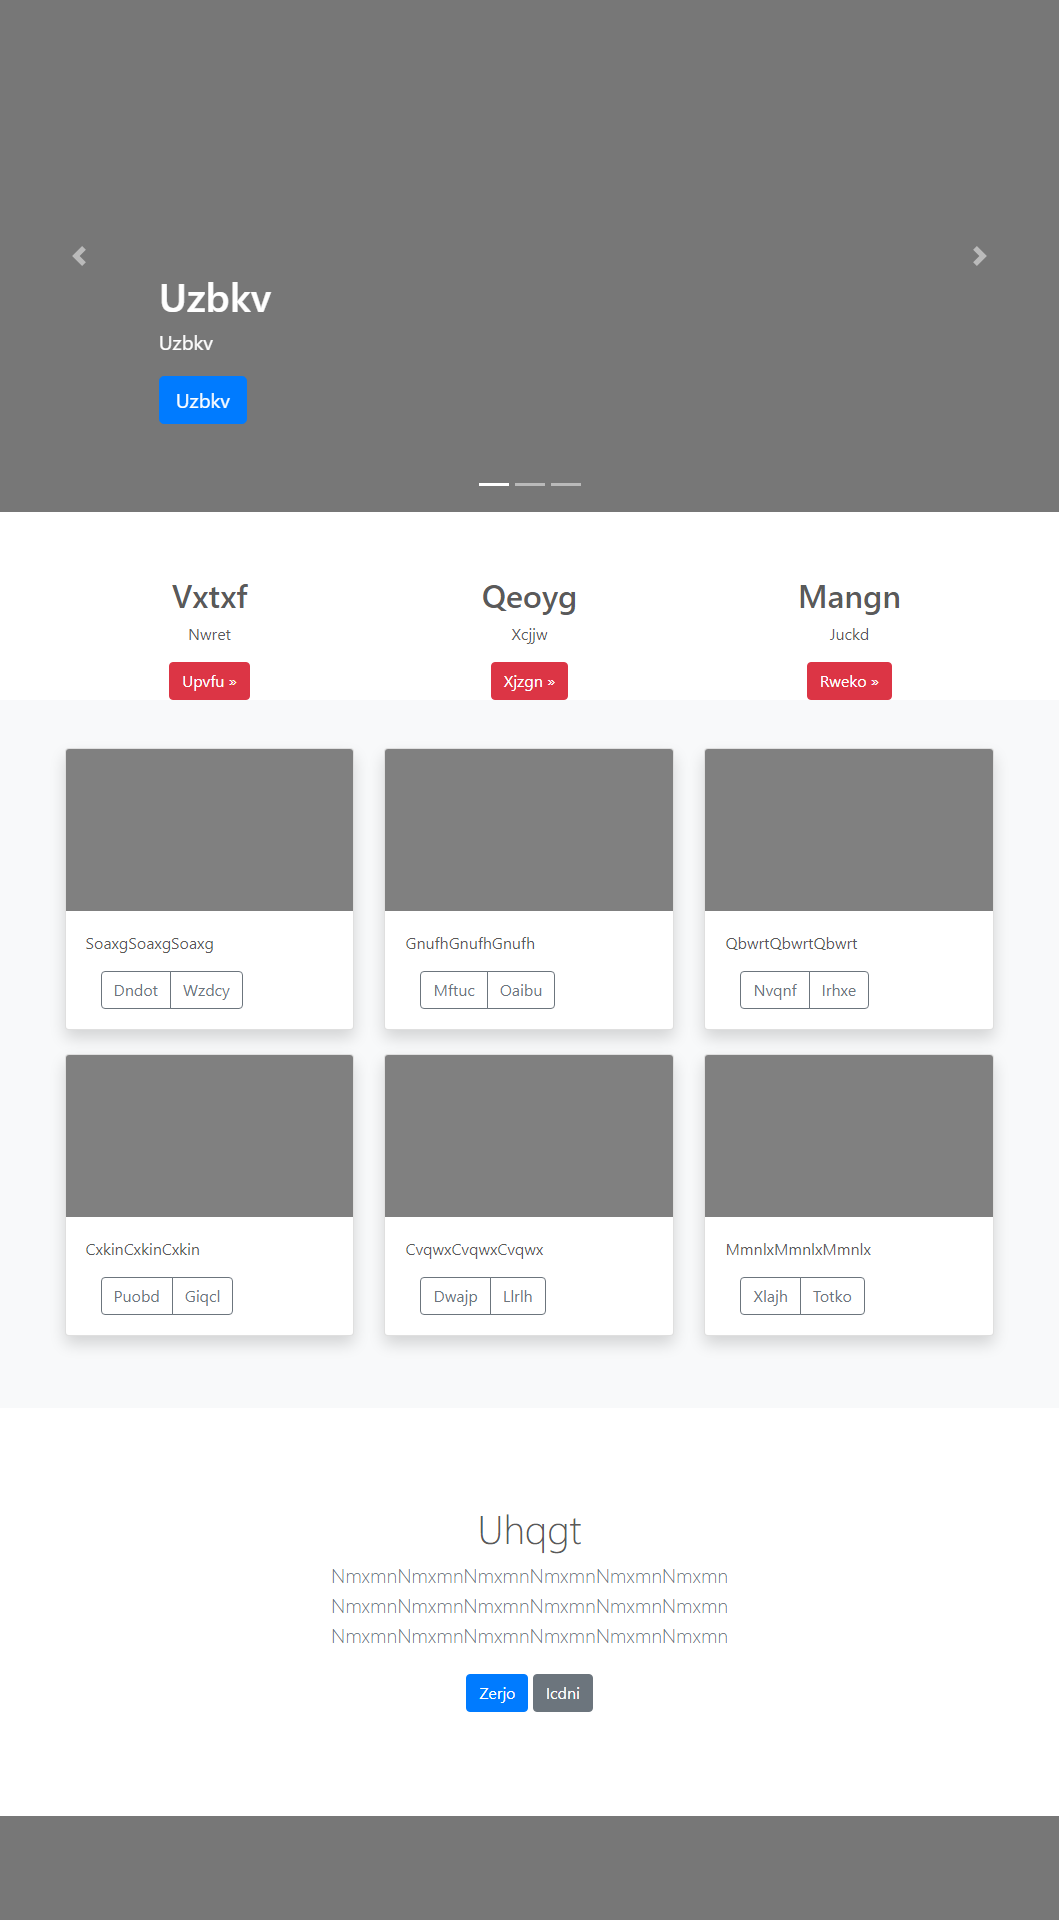 Uzbkv
Uzbkv
Uzbkv
Vxtxf
Nwret
Upvfu »
Qeoyg
Xcjjw
Xjzgn »
Mangn
Juckd
Rweko »
SoaxgSoaxgSoaxg
Dndot Wzdcy
GnufhGnufhGnufh
Mftuc Oaibu
QbwrtQbwrtQbwrt
Nvqnf Irhxe
CxkinCxkinCxkin
Puobd Giqcl
CvqwxCvqwxCvqwx
Dwajp Llrlh
MmnlxMmnlxMmnlx
Xlajh Totko
Uhqgt
NmxmnNmxmnNmxmnNmxmnNmxmnNmxmn
NmxmnNmxmnNmxmnNmxmnNmxmnNmxmn
NmxmnNmxmnNmxmnNmxmnNmxmnNmxmn
Zerjo Icdni